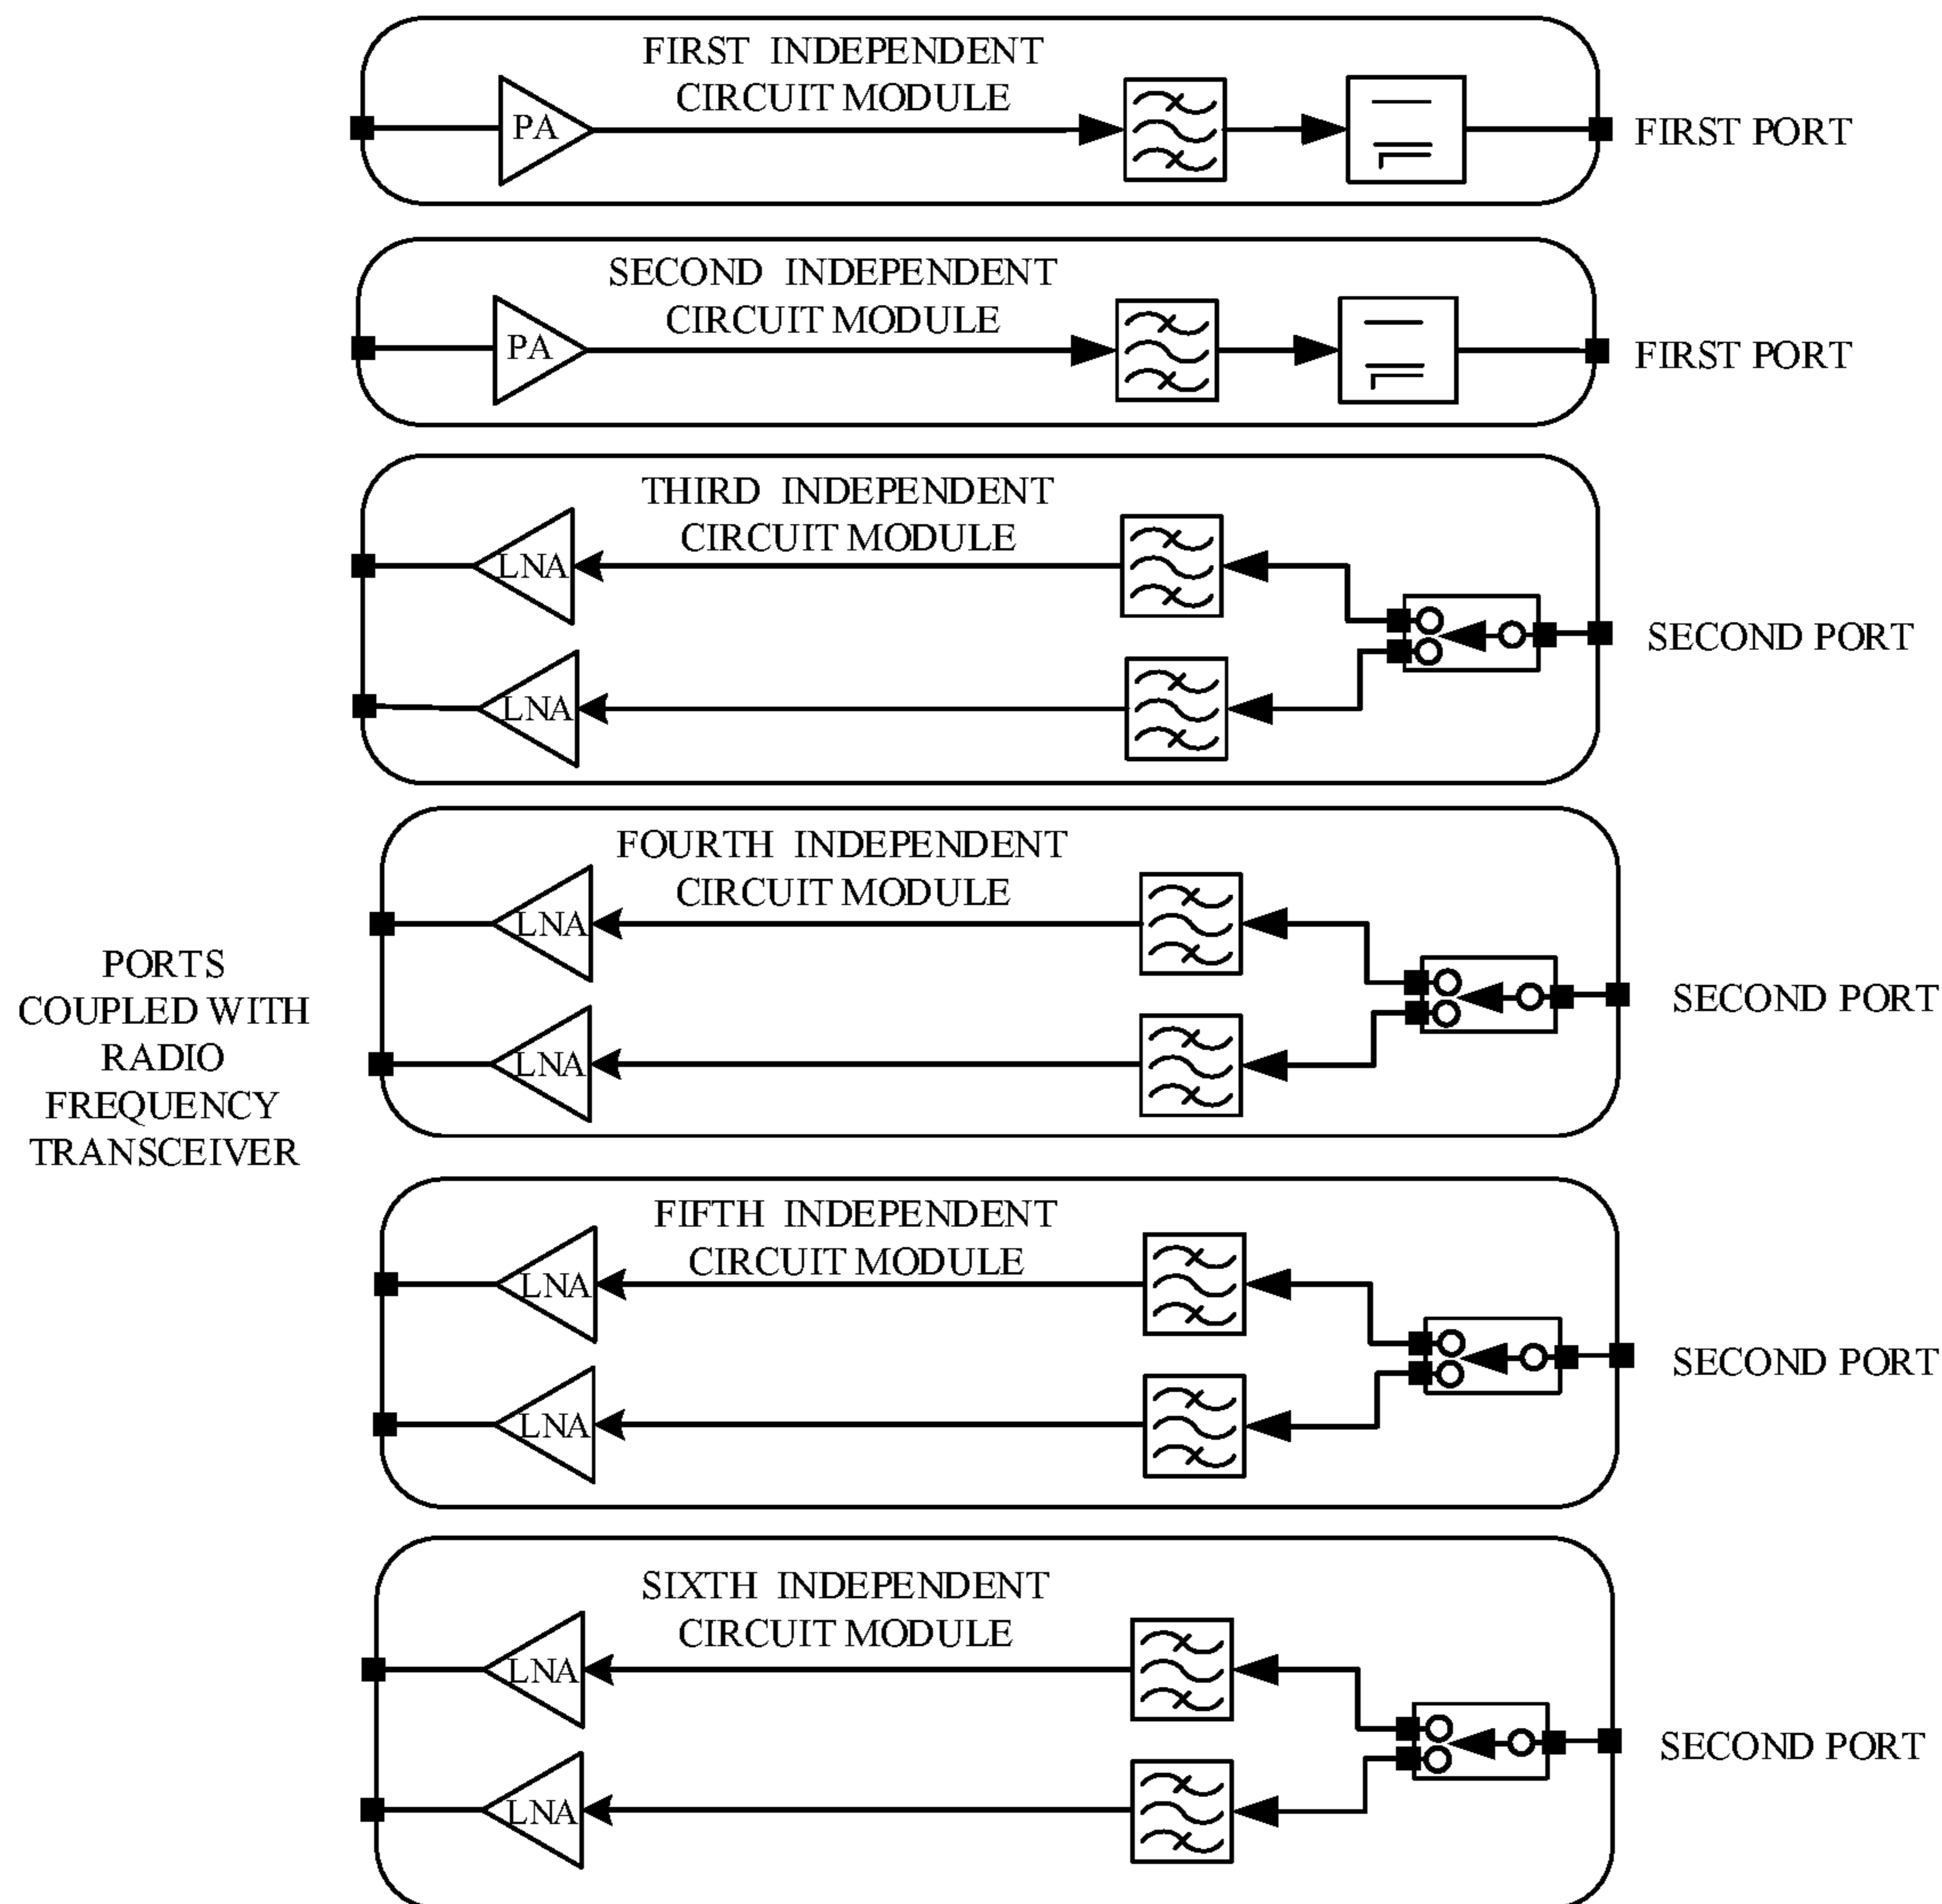 FIRST INDEPENDENT
CIRCUIT MODULE
PA
FIRST PORT
SECOND INDEPENDENT
CIRCUIT MODULE
PA
FIRST PORT
THIRD INDEPENDENT
CIRCUIT MODULE
LNA
LNA
SECOND PORT
FOURTH INDEPENDENT
CIRCUIT MODULE
LNA
LNA
SECOND PORT
PORTS
COUPLED WITH
RADIO
FREQUENCY
TRANSCEIVER
FIFTH INDEPENDENT
CIRCUIT MODULE
LNA
LNA
SECOND PORT
SIXTH INDEPENDENT
CIRCUIT MODULE
LNA
LNA
SECOND PORT